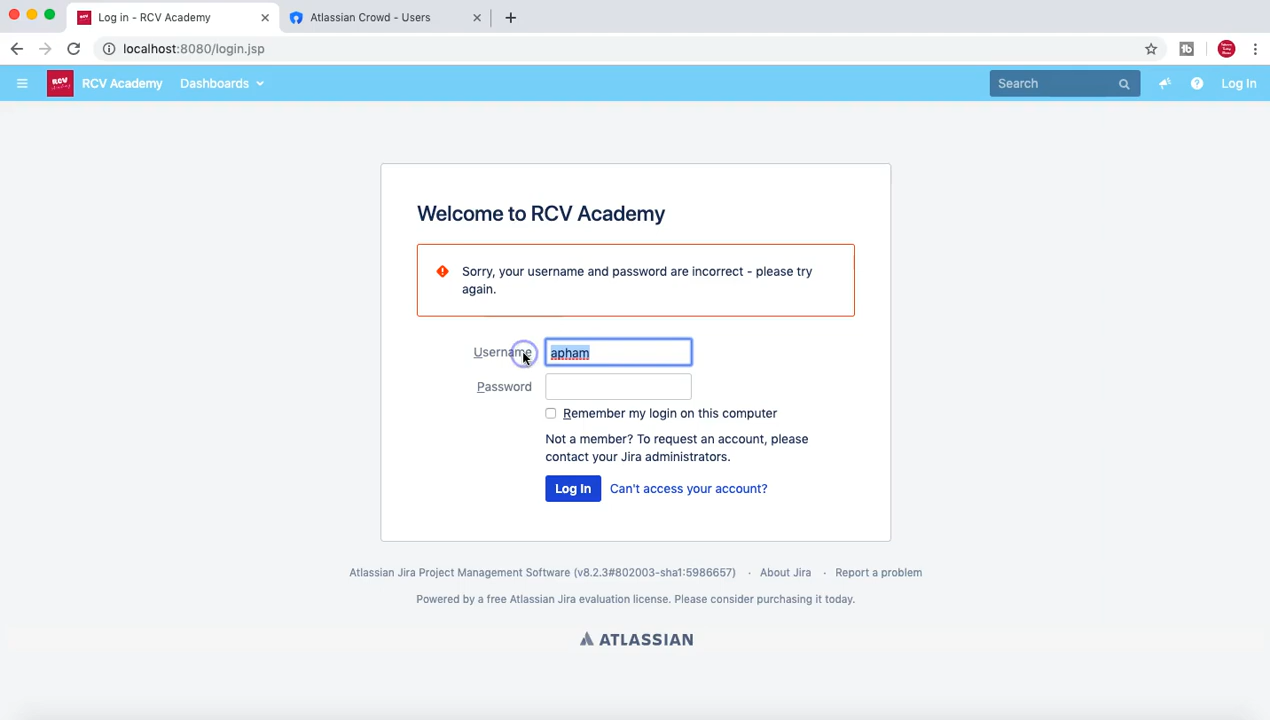 Log in - RCV Academy
Atlassian Crowd - Users
localhost:8080/login.jsp
RCV Academy Dashboards Search Log In
Welcome to RCV Academy
Sorry, your username and password are incorrect - please try
again.
Username apham
Password
Remember my login on this computer
Not a member? To request an account, please
contact your Jira administrators.
Log In Can't access your account?
Atlassian Jira Project Management Software (v8.2.3#802003-sha1:5986657) · About Jira · Report a problem
Powered by a free Atlassian Jira evaluation license. Please consider purchasing it today.
ATLASSIAN